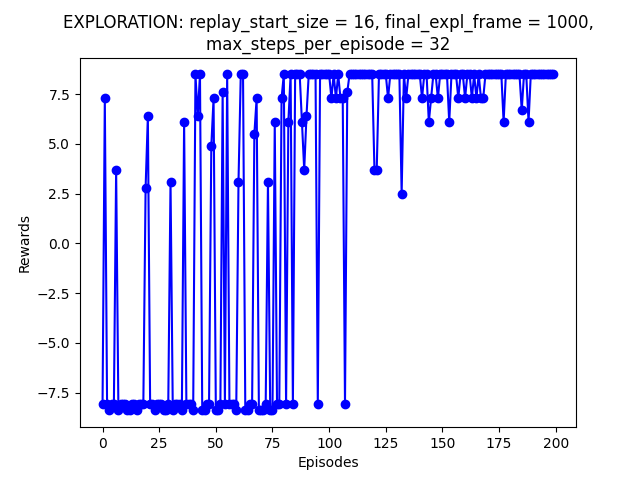 EXPLORATION: replay_start_size = 16, final_expl_frame = 1000,
max_steps_per_episode = 32
7.5
5.0
2.5
0.0
−2.5
−5.0
−7.5
Rewards
0 25 50 75 100 125 150 175 200
Episodes